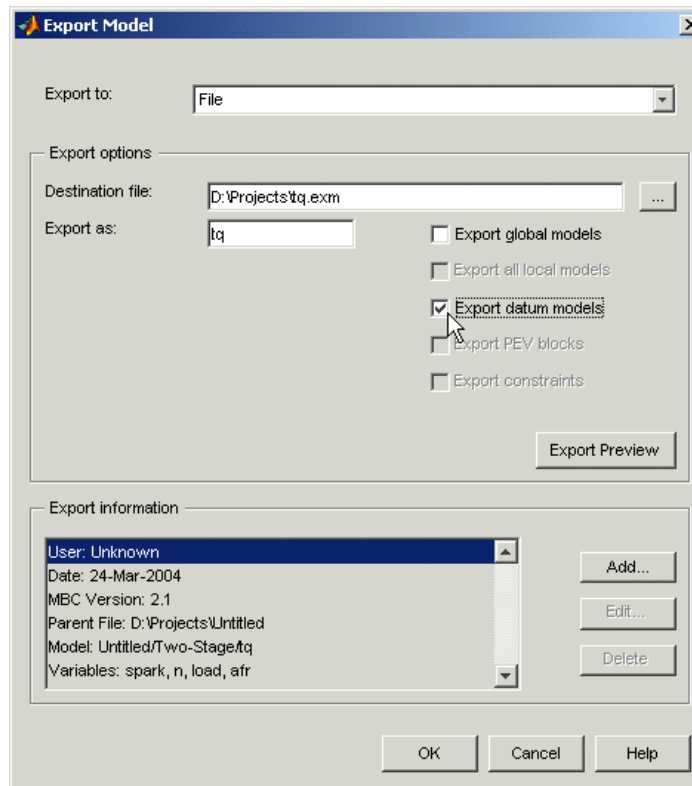 Export Model
Export to:
File
Export options
Destination file:
D:\Projects\tq.exm
...
Export as:
tq
Export global models
Export all local models
Export datum models
Export PEV blocks
Export constraints
Export Preview
Export information
User: Unknown
Date: 24-Mar-2004
MBC Version: 2.1
Parent File: D:\Projects\Untitled
Model: Untitled/Two-Stage/tq
Variables: spark, n, load, afr
Add...
Edit...
Delete
OK
Cancel
Help